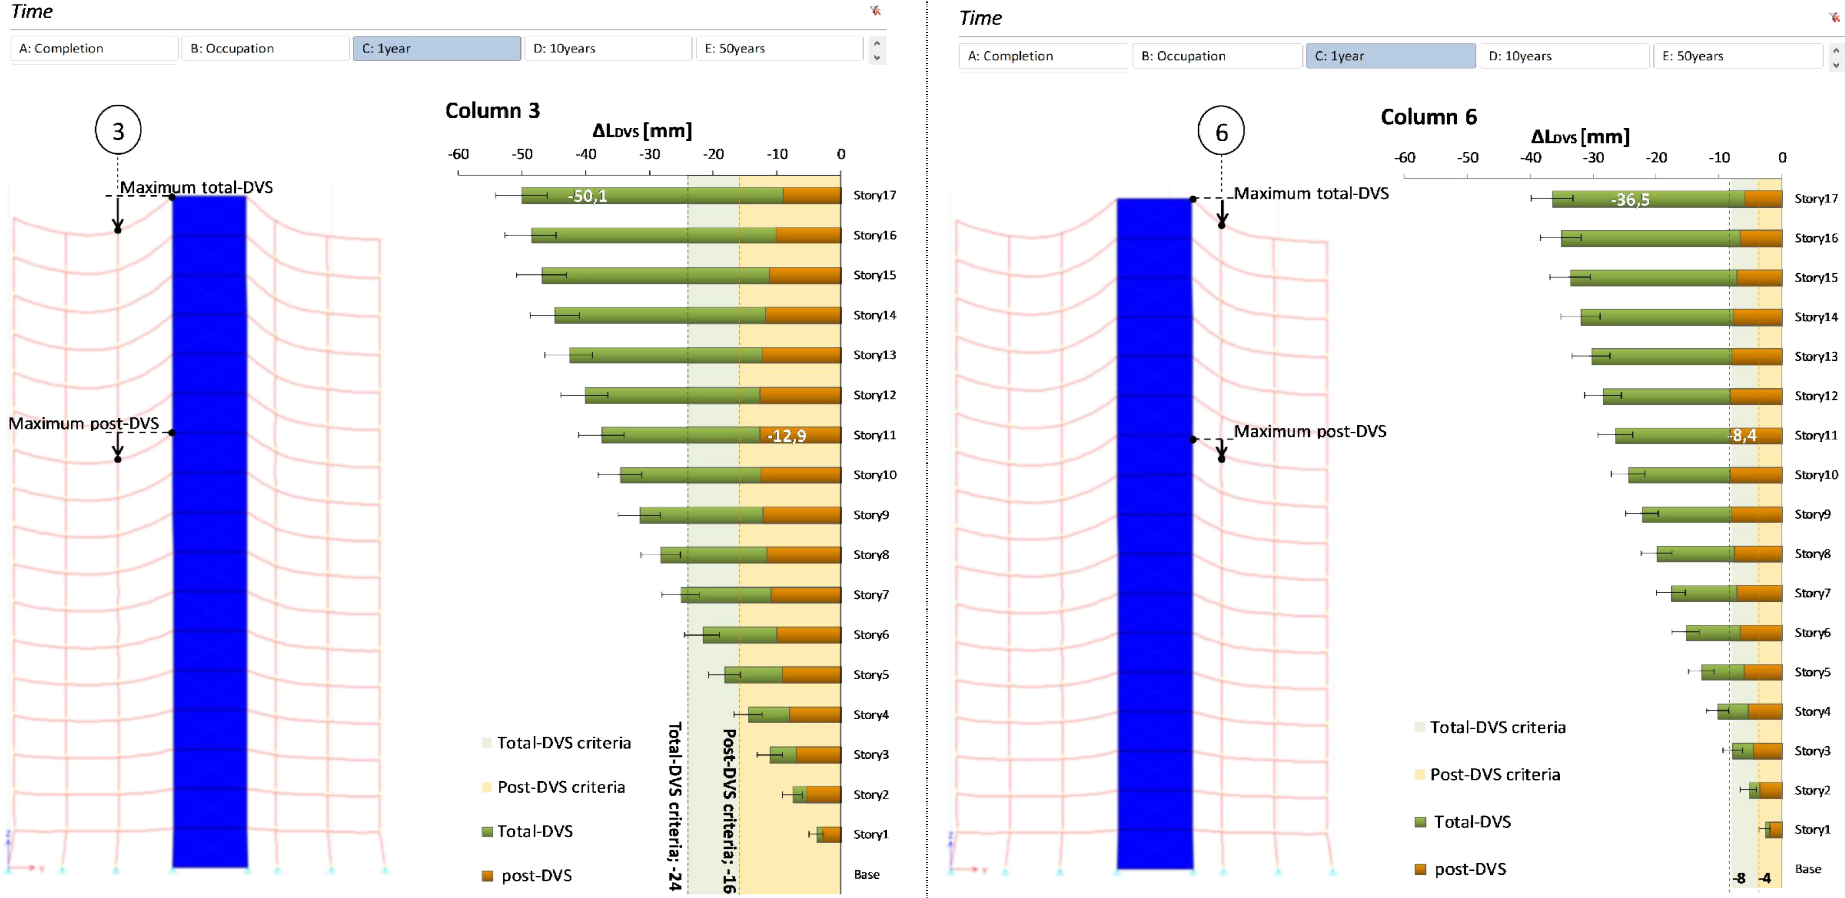 Time
A: Completion
B: Occupation
C: 1year
D: 10years
E: 50years
3
Maximum total-DVS
Maximum post-DVS
Column 3
ΔLDVS [mm]
-60 -50 -40 -30 -20 -10 0
-50,1
Story17
Story16
Story15
Story14
Story13
Story12
-12,9
Story11
Story10
Story9
Story8
Story7
Story6
Story5
Story4
Story3
Story2
Story1
Base
Total-DVS criteria
Post-DVS criteria
Total-DVS
post-DVS
Total-DVS criteria; -24
Post-DVS criteria; -16
Time
A: Completion
B: Occupation
C: 1year
D: 10years
E: 50years
6
Maximum total-DVS
Maximum post-DVS
Column 6
ΔLDVS [mm]
-60 -50 -40 -30 -20 -10 0
-36,5
Story17
Story16
Story15
Story14
Story13
Story12
-8,4
Story11
Story10
Story9
Story8
Story7
Story6
Story5
Story4
Story3
Story2
Story1
Base
Total-DVS criteria
Post-DVS criteria
Total-DVS
post-DVS
-8 -4